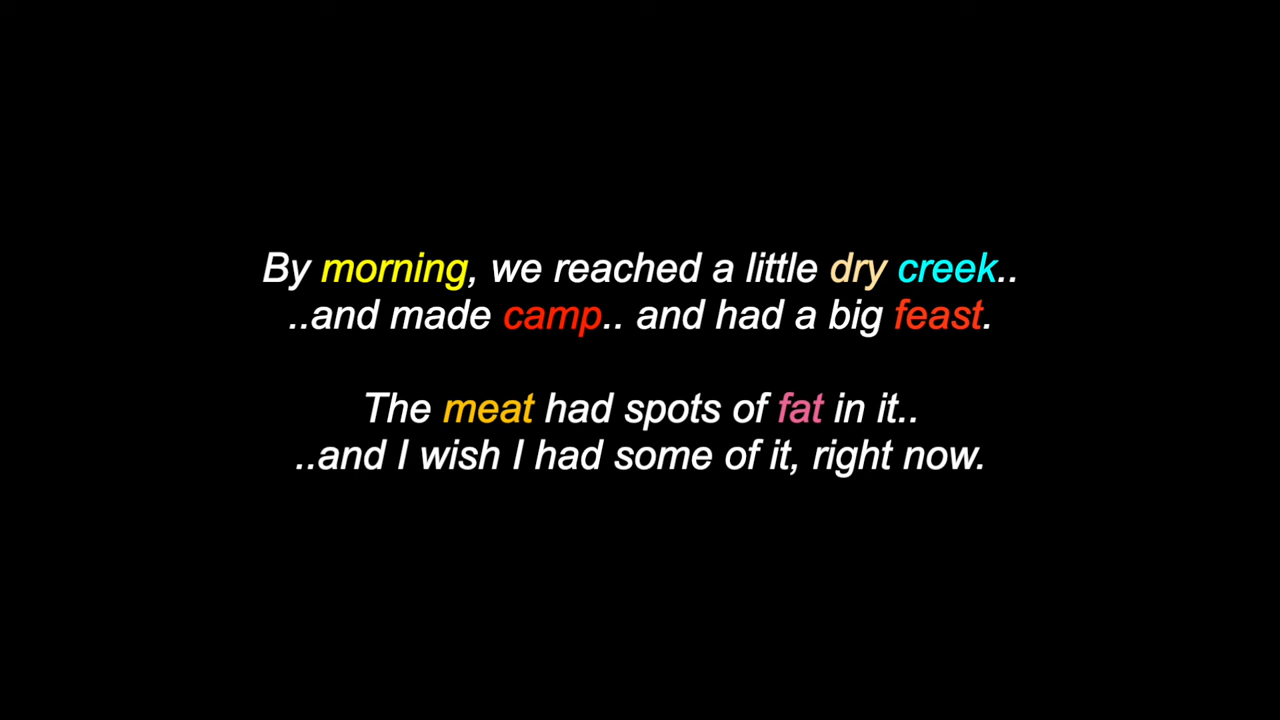 By morning, we reached a little dry creek..
..and made camp.. and had a big feast.
The meat had spots of fat in it..
..and I wish I had some of it, right now.